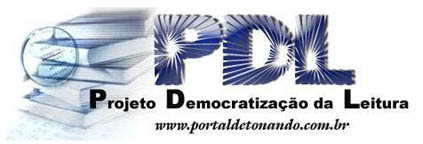 PDL
Projeto Democratização da Leitura
www.portaldetonando.com.br